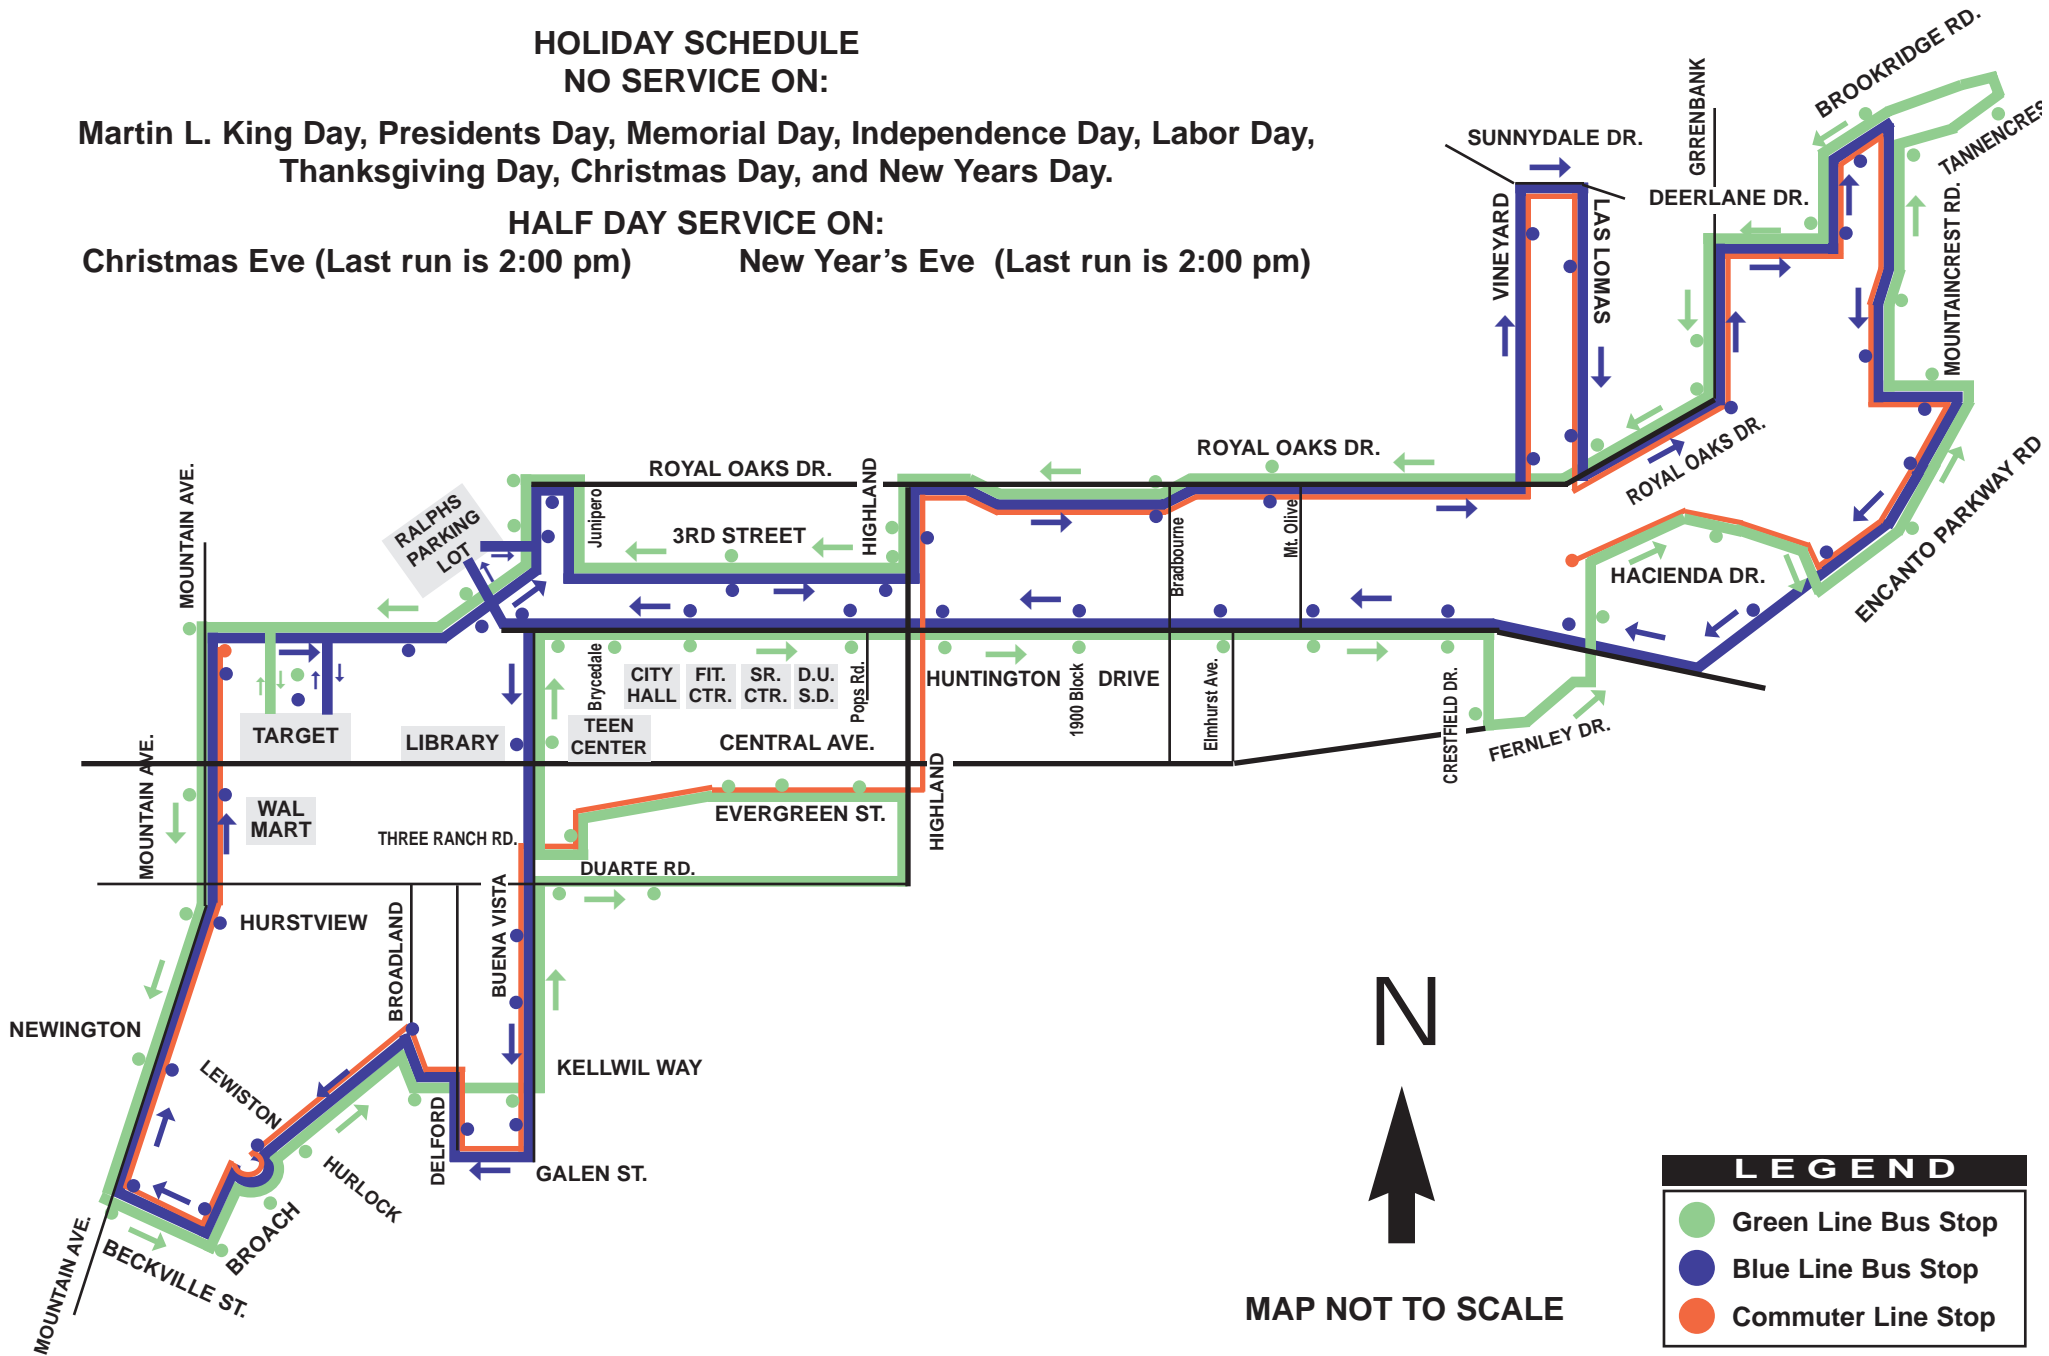 HOLIDAY SCHEDULE
NO SERVICE ON:
Martin L. King Day, Presidents Day, Memorial Day, Independence Day, Labor Day,
Thanksgiving Day, Christmas Day, and New Years Day.
HALF DAY SERVICE ON:
Christmas Eve (Last run is 2:00 pm)
New Year's Eve (Last run is 2:00 pm)
BROOKRIDGE RD.
TANNENCRES
GRRENBANK
SUNNYDALE DR.
DEERLANE DR.
VINEYARD
LAS LOMAS
MOUNTAINCREST RD.
ROYAL OAKS DR.
ROYAL OAKS DR.
ROYAL OAKS DR.
MOUNTAIN AVE.
RALPHS
PARKING
LOT
Junipero
3RD STREET
HIGHLAND
Bradbourne
Mt. Olive
HACIENDA DR.
ENCANTO PARKWAY RD
Brycedale
CITY
HALL
FIT.
CTR.
SR.
CTR.
D.U.
S.D.
Pops Rd.
HUNTINGTON DRIVE
1900 Block
Elmhurst Ave.
CRESTFIELD DR.
FERNLEY DR.
TARGET
LIBRARY
TEEN
CENTER
CENTRAL AVE.
MOUNTAIN AVE.
WAL
MART
THREE RANCH RD.
EVERGREEN ST.
HIGHLAND
DUARTE RD.
HURSTVIEW
BROADLAND
BUENA VISTA
NEWINGTON
LEWISTON
KELLWIL WAY
DELFORD
GALEN ST.
HURLOCK
BROACH
BECKVILLE ST.
MOUNTAIN AVE.
N
MAP NOT TO SCALE
LEGEND
Green Line Bus Stop
Blue Line Bus Stop
Commuter Line Stop